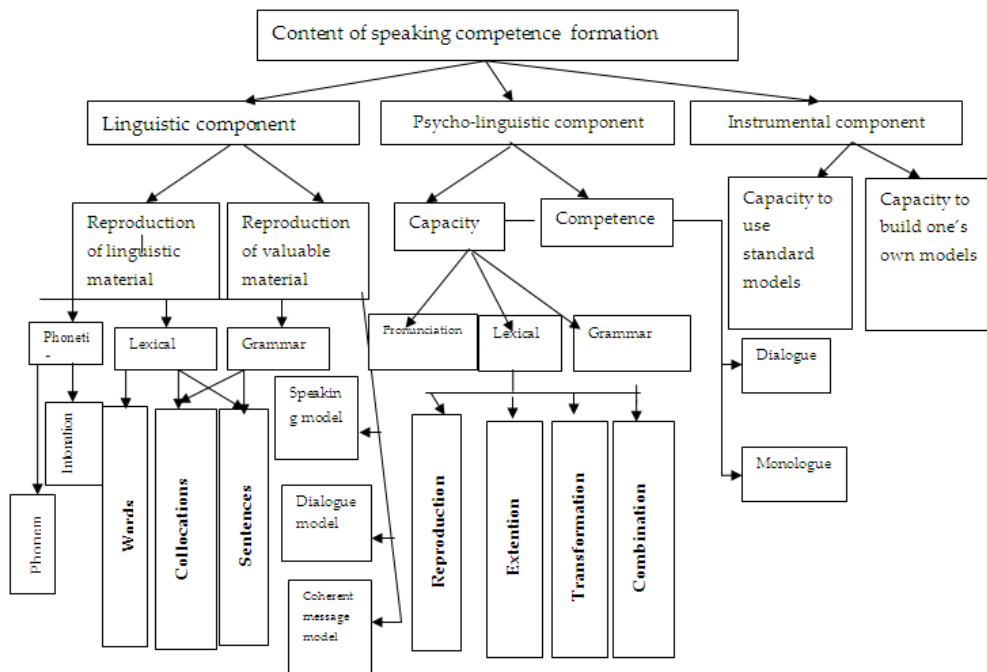 Content of speaking competence formation
Linguistic component
Psycho-linguistic component
Instrumental component
Reproduction
of linguistic
material
Reproduction
of valuable
material
Capacity
Competence
Capacity to
use
standard
models
Capacity to
build one's
own models
Phoneti
-
Lexical
Grammar
Pronunciation
Lexical
Grammar
Dialogue
Monologue
Speakin
g model
Dialogue
model
Coherent
message
model
Phonem
Intonation
Words
Collocations
Sentences
Reproduction
Extention
Transformation
Combination